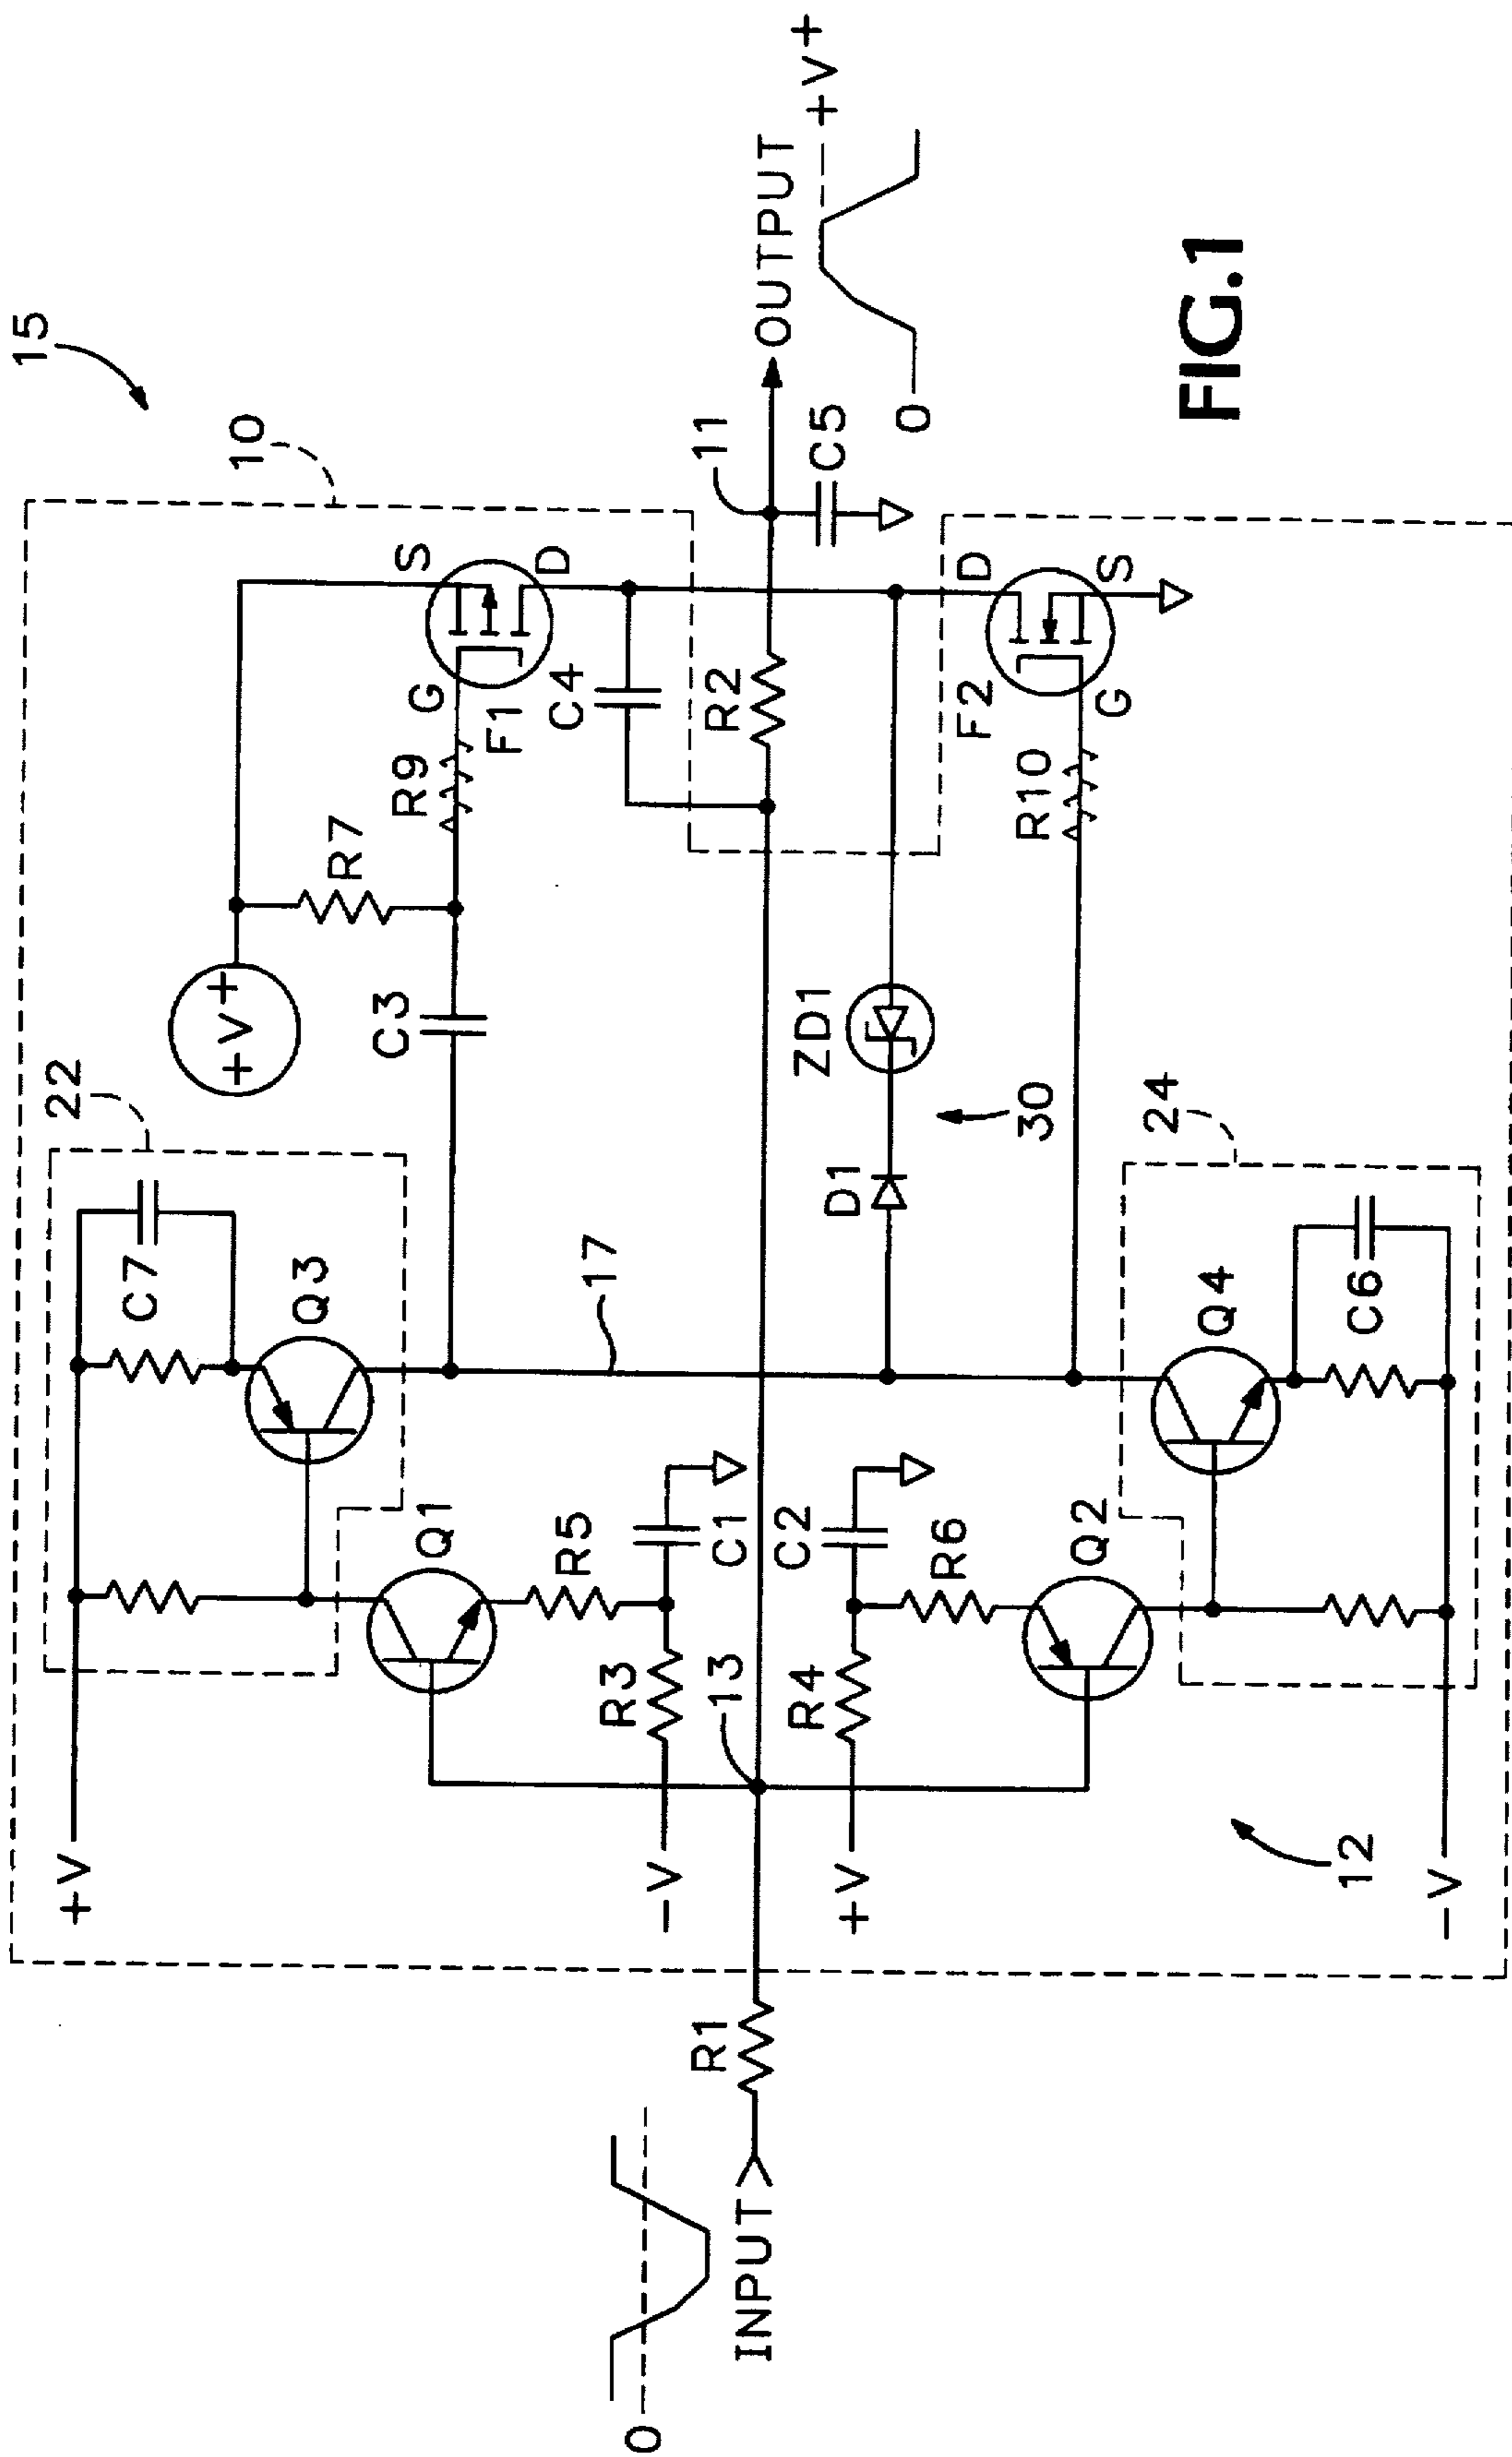 15
10
22
+V+
+V
C7
Q3
R7
R9
G
S
F1
D
C3
C4
Q1
R5
17
11
OUTPUT
+V+
R3
-V
C1
R2
C5
0
0
INPUT
R1
13
C2
ZD1
R4
+V
R6
D1
30
F2
D
S
G
R10
Q2
24
Q4
C6
12
-V
FIG.1